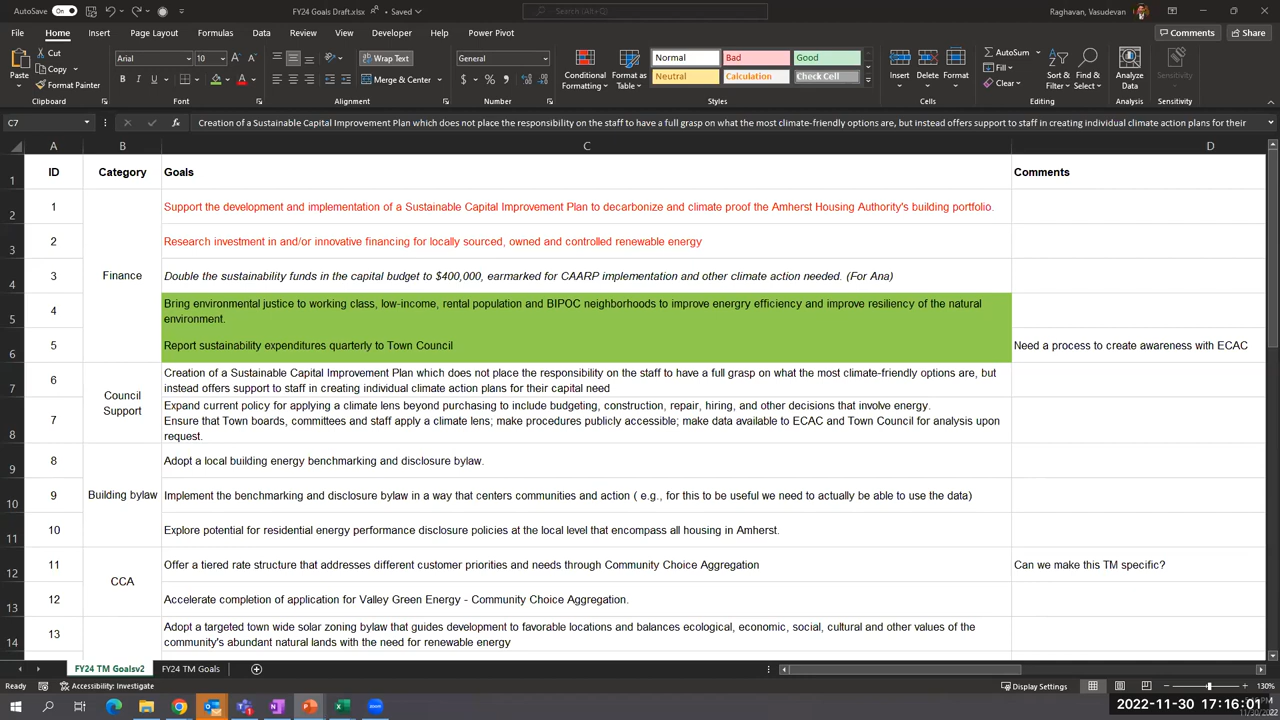 AutoSave On FY24 Goals Draft.xlsx • Saved Search (Alt+Q) Raghavan, Vasudevan
File Home Insert Page Layout Formulas Data Review View Developer Help Power Pivot Comments Share
Paste Cut Copy Format Painter Arial 10 Wrap Text Merge & Center General Conditional Formatting Format as Table Normal Bad Good Neutral Calculation Check Cell Insert Delete Format AutoSum Fill Clear Sort & Filter Find & Select Analyze Data Sensitivity
Clipboard Font Alignment Number Styles Cells Editing Analysis Sensitivity
C7 fx Creation of a Sustainable Capital Improvement Plan which does not place the responsibility on the staff to have a full grasp on what the most climate-friendly options are, but instead offers support to staff in creating individual climate action plans for their
A B C D
1 ID Category Goals Comments
2 1 Support the development and implementation of a Sustainable Capital Improvement Plan to decarbonize and climate proof the Amherst Housing Authority's building portfolio.
3 2 Research investment in and/or innovative financing for locally sourced, owned and controlled renewable energy
4 3 Finance Double the sustainability funds in the capital budget to $400,000, earmarked for CAARP implementation and other climate action needed. (For Ana)
5 4 Bring environmental justice to working class, low-income, rental population and BIPOC neighborhoods to improve energry efficiency and improve resiliency of the natural
environment.
6 5 Report sustainability expenditures quarterly to Town Council Need a process to create awareness with ECAC
7 6 Council Support Creation of a Sustainable Capital Improvement Plan which does not place the responsibility on the staff to have a full grasp on what the most climate-friendly options are, but
instead offers support to staff in creating individual climate action plans for their capital need
8 7 Expand current policy for applying a climate lens beyond purchasing to include budgeting, construction, repair, hiring, and other decisions that involve energy.
Ensure that Town boards, committees and staff apply a climate lens; make procedures publicly accessible; make data available to ECAC and Town Council for analysis upon
request.
9 8 Adopt a local building energy benchmarking and disclosure bylaw.
10 9 Building bylaw Implement the benchmarking and disclosure bylaw in a way that centers communities and action ( e.g., for this to be useful we need to actually be able to use the data)
11 10 Explore potential for residential energy performance disclosure policies at the local level that encompass all housing in Amherst.
12 11 CCA Offer a tiered rate structure that addresses different customer priorities and needs through Community Choice Aggregation Can we make this TM specific?
13 12 Accelerate completion of application for Valley Green Energy - Community Choice Aggregation.
14 13 Adopt a targeted town wide solar zoning bylaw that guides development to favorable locations and balances ecological, economic, social, cultural and other values of the
community's abundant natural lands with the need for renewable energy
FY24 TM Goalsv2 FY24 TM Goals
Ready Accessibility: Investigate Display Settings 130%
2022-11-30 17:16:01